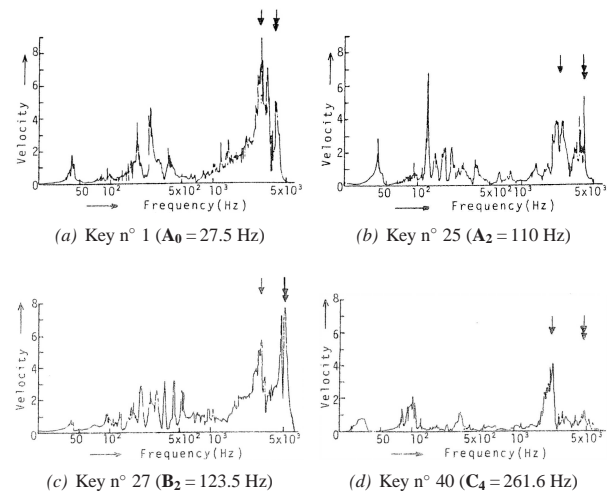 8
6
4
2
0
Velocity
50 10² 5x10² 10³ 5x10³
Frequency(Hz)
(a) Key n° 1 (A₀ = 27.5 Hz)
8
6
4
2
0
Velocity
50 10² 5x10² 10³ 5x10³
Frequency(Hz)
(b) Key n° 25 (A₂ = 110 Hz)
8
6
4
2
0
Velocity
50 10² 5x10² 10³ 5x10³
Frequency(Hz)
(c) Key n° 27 (B₂ = 123.5 Hz)
8
6
4
2
0
Velocity
50 10² 5x10² 10³ 5x10³
Frequency (Hz)
(d) Key n° 40 (C₄ = 261.6 Hz)